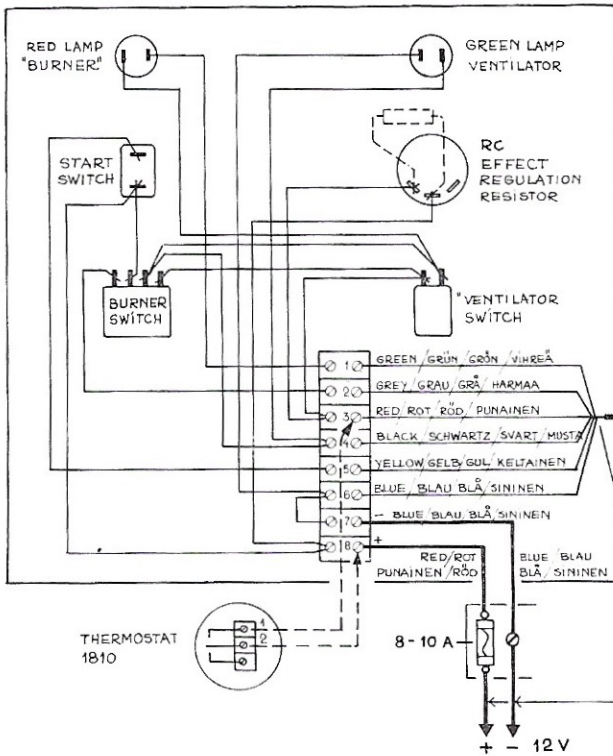 RED LAMP
"BURNER"
GREEN LAMP
VENTILATOR
START
SWITCH
RC
EFFECT
REGULATION
RESISTOR
BURNER
SWITCH
"VENTILATOR
SWITCH
1 GREEN/GRÜN/GRÖN/VIHREÄ
2 GREY/GRAU/GRÅ/HARMAA
3 RED/ROT/RÖD/PUNAINEN
4 BLACK/SCHWARTZ/SVART/MUSTA
5 YELLOW/GELB/GUL/KELTAINEN
6 BLUE/BLAU/BLÅ/SININEN
7 - BLUE/BLAU/BLÅ/SININEN
8 +
RED/ROT
PUNAINEN/RÖD
BLUE/BLAU
BLÅ/SININEN
THERMOSTAT
1810
1
2
8-10 A
+ - 12 V